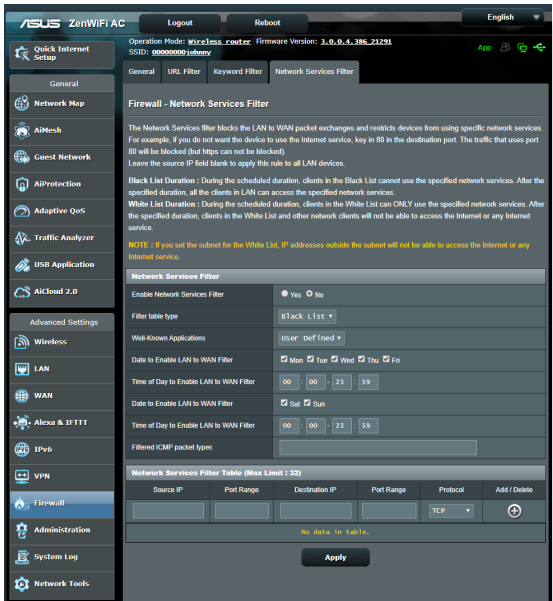 ASUS ZenWiFi AC
Logout
Reboot
English
Operation Mode: Wireless router Firmware Version: 3.0.0.4.386_21291
SSID: 00000000johnny
App
Quick Internet
Setup
General
Network Map
AiMesh
Guest Network
AiProtection
Adaptive QoS
Traffic Analyzer
USB Application
AiCloud 2.0
Advanced Settings
Wireless
LAN
WAN
Alexa & IFTTT
IPv6
VPN
Firewall
Administration
System Log
Network Tools
General
URL Filter
Keyword Filter
Network Services Filter
Firewall - Network Services Filter
The Network Services filter blocks the LAN to WAN packet exchanges and restricts devices from using specific network services.
For example, if you do not want the device to use the Internet service, key in 80 in the destination port. The traffic that uses port
80 will be blocked (but https can not be blocked).
Leave the source IP field blank to apply this rule to all LAN devices.
Black List Duration : During the scheduled duration, clients in the Black List cannot use the specified network services. After the
specified duration, all the clients in LAN can access the specified network services.
White List Duration : During the scheduled duration, clients in the White List can ONLY use the specified network services. After
the specified duration, clients in the White List and other network clients will not be able to access the Internet or any Internet
service.
NOTE : If you set the subnet for the White List, IP addresses outside the subnet will not be able to access the Internet or any
Internet service.
Network Services Filter
Enable Network Services Filter Yes No
Filter table type Black List
Well-Known Applications User Defined
Date to Enable LAN to WAN Filter Mon Tue Wed Thu Fri
Time of Day to Enable LAN to WAN Filter 00 : 00 - 23 : 59
Date to Enable LAN to WAN Filter Sat Sun
Time of Day to Enable LAN to WAN Filter 00 : 00 - 23 : 59
Filtered ICMP packet types
Network Services Filter Table (Max Limit : 32)
Source IP Port Range Destination IP Port Range Protocol Add / Delete
TCP
No data in table.
Apply